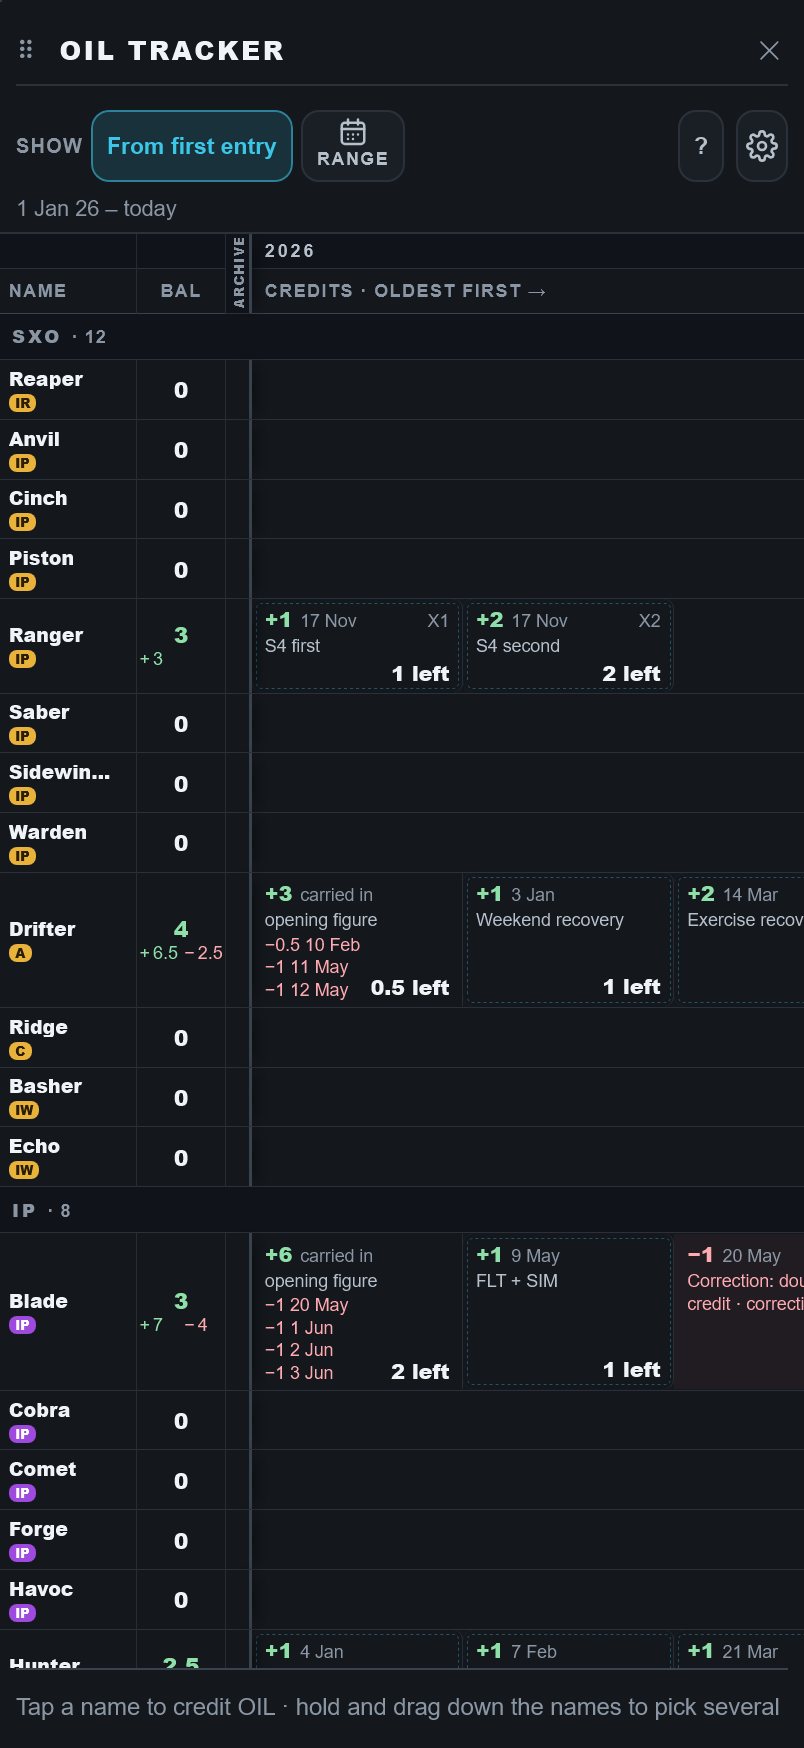 OIL TRACKER
SHOW From first entry RANGE ?
1 Jan 26 – today
ARCHIVE 2026
NAME BAL CREDITS · OLDEST FIRST →
SXO · 12
Reaper 0
IR
Anvil 0
IP
Cinch 0
IP
Piston 0
IP
Ranger 3 +1 17 Nov X1 +2 17 Nov X2
IP +3 S4 first S4 second
1 left 2 left
Saber 0
IP
Sidewin... 0
IP
Warden 0
IP
Drifter 4 +3 carried in +1 3 Jan +2 14 Mar
A +6.5 −2.5 opening figure Weekend recovery Exercise recov
−0.5 10 Feb
−1 11 May
−1 12 May 0.5 left 1 left
Ridge 0
C
Basher 0
IW
Echo 0
IW
IP · 8
Blade 3 +6 carried in +1 9 May −1 20 May
IP +7 −4 opening figure FLT + SIM Correction: dou
−1 20 May credit · correcti
−1 1 Jun
−1 2 Jun
−1 3 Jun 2 left 1 left
Cobra 0
IP
Comet 0
IP
Forge 0
IP
Havoc 0
IP
Hunter 2.5 +1 4 Jan +1 7 Feb +1 21 Mar
Tap a name to credit OIL · hold and drag down the names to pick several